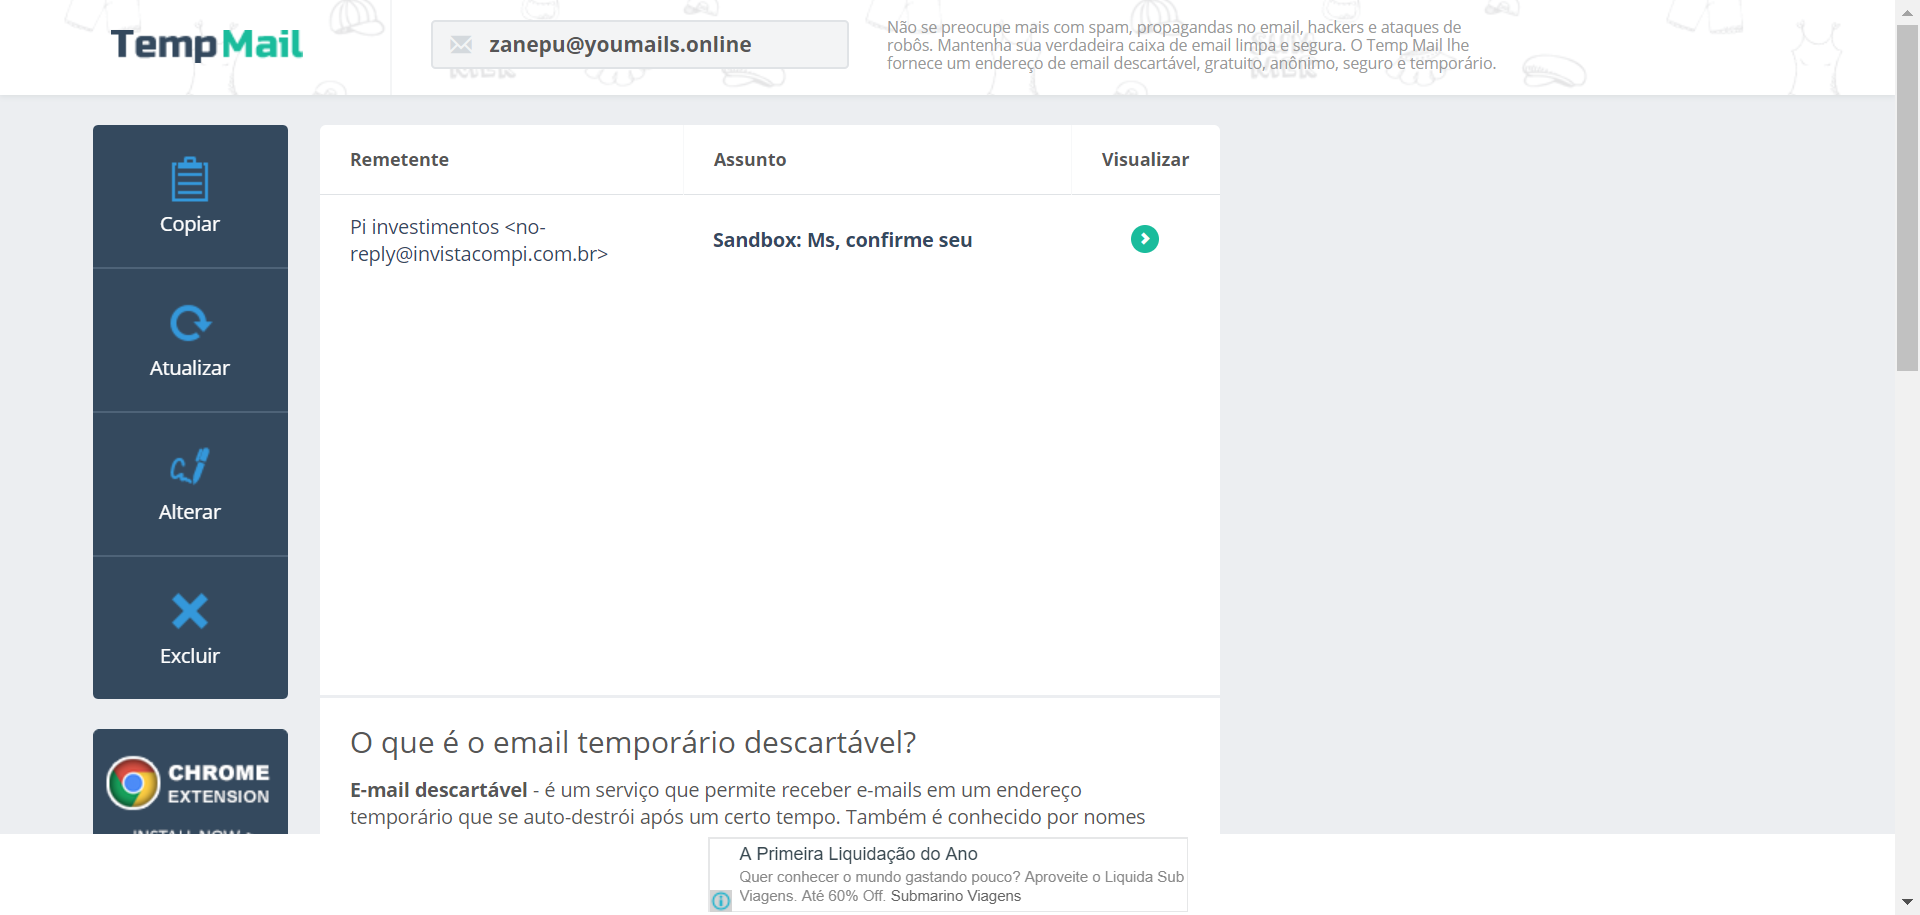 TempMail
zanepu@youmails.online
Não se preocupe mais com spam, propagandas no email, hackers e ataques de
robôs. Mantenha sua verdadeira caixa de email limpa e segura. O Temp Mail lhe
fornece um endereço de email descartável, gratuito, anônimo, seguro e temporário.
Copiar
Atualizar
Alterar
Excluir
CHROME
EXTENSION
INSTALL NOW
Remetente
Assunto
Visualizar
Pi investimentos <no-
reply@invistacompi.com.br>
Sandbox: Ms, confirme seu
O que é o email temporário descartável?
E-mail descartável - é um serviço que permite receber e-mails em um endereço
temporário que se auto-destrói após um certo tempo. Também é conhecido por nomes
A Primeira Liquidação do Ano
Quer conhecer o mundo gastando pouco? Aproveite o Liquida Sub
Viagens. Até 60% Off. Submarino Viagens